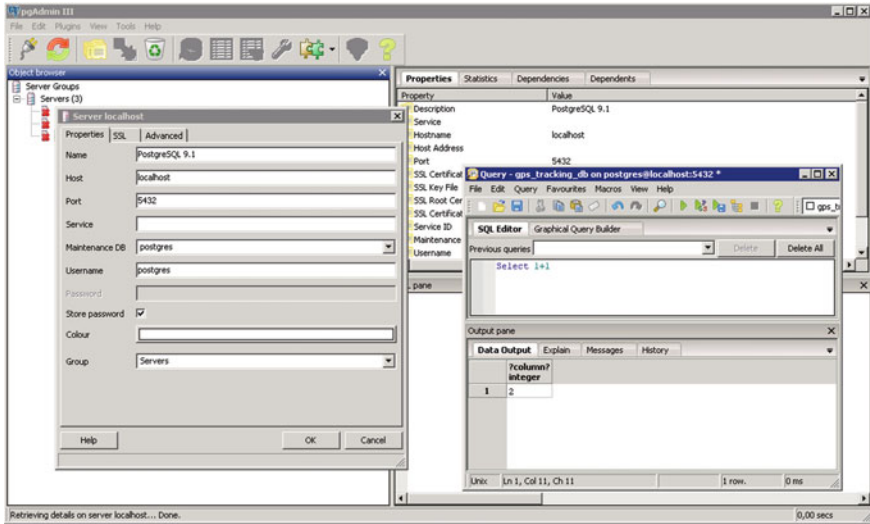 pgAdmin III
File Edit Plugins View Tools Help
Object browser
Server Groups
Servers (3)
Properties Statistics Dependencies Dependents
Property Value
Description PostgreSQL 9.1
Service
Hostname localhost
Host Address
Port 5432
SSL Certificat
SSL Key File
SSL Root Cer
SSL Certificat
Service ID
Maintenance
Username
pane
Server localhost
Properties SSL Advanced
Name PostgreSQL 9.1
Host localhost
Port 5432
Service
Maintenance DB postgres
Username postgres
Password
Store password
Colour
Group Servers
Help OK Cancel
Query - gps_tracking_db on postgres@localhost:5432 *
File Edit Query Favourites Macros View Help
gps_b
SQL Editor Graphical Query Builder
Previous queries Delete Delete All
Select 1+1
Output pane
Data Output Explain Messages History
?column?
integer
1 2
Unix Ln 1, Col 11, Ch 11 1 row. 0 ms
Retrieving details on server localhost... Done. 0,00 secs